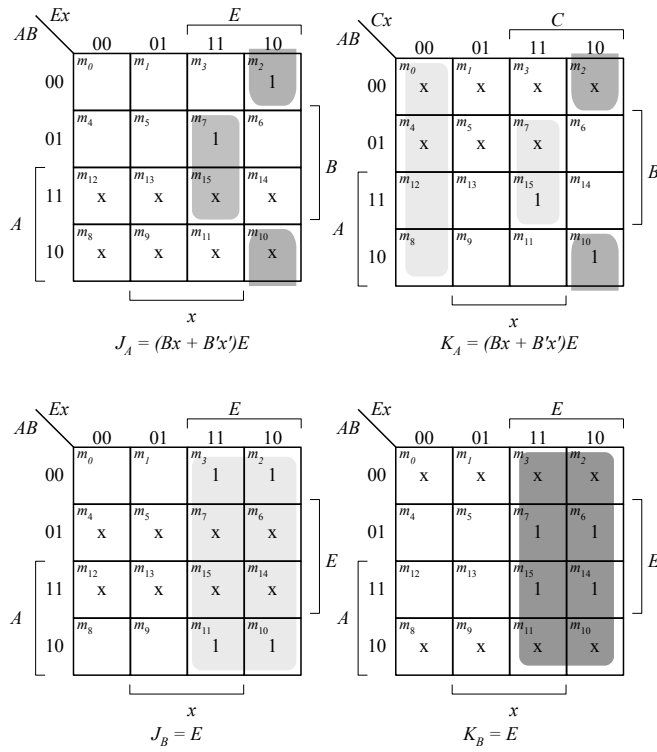 Ex E Cx C
AB 00 01 11 10 AB 00 01 11 10
m0 m1 m3 m2 m0 m1 m3 m2
00 1 00 x x x x
m4 m5 m7 m6 m4 m5 m7 m6
01 1 01 x x x
B B
m12 m13 m15 m14 m12 m13 m15 m14
A 11 x x x x A 11 1
m8 m9 m11 m10 m8 m9 m11 m10
10 x x x x 10 1
x x
J_A = (Bx + B'x')E K_A = (Bx + B'x')E
Ex E Ex E
AB 00 01 11 10 AB 00 01 11 10
m0 m1 m3 m2 m0 m1 m3 m2
00 1 1 00 x x x x
m4 m5 m7 m6 m4 m5 m7 m6
01 x x x x 01 1 1
E E
m12 m13 m15 m14 m12 m13 m15 m14
A 11 x x x x A 11 1 1
m8 m9 m11 m10 m8 m9 m11 m10
10 1 1 10 x x x x
x x
J_B = E K_B = E